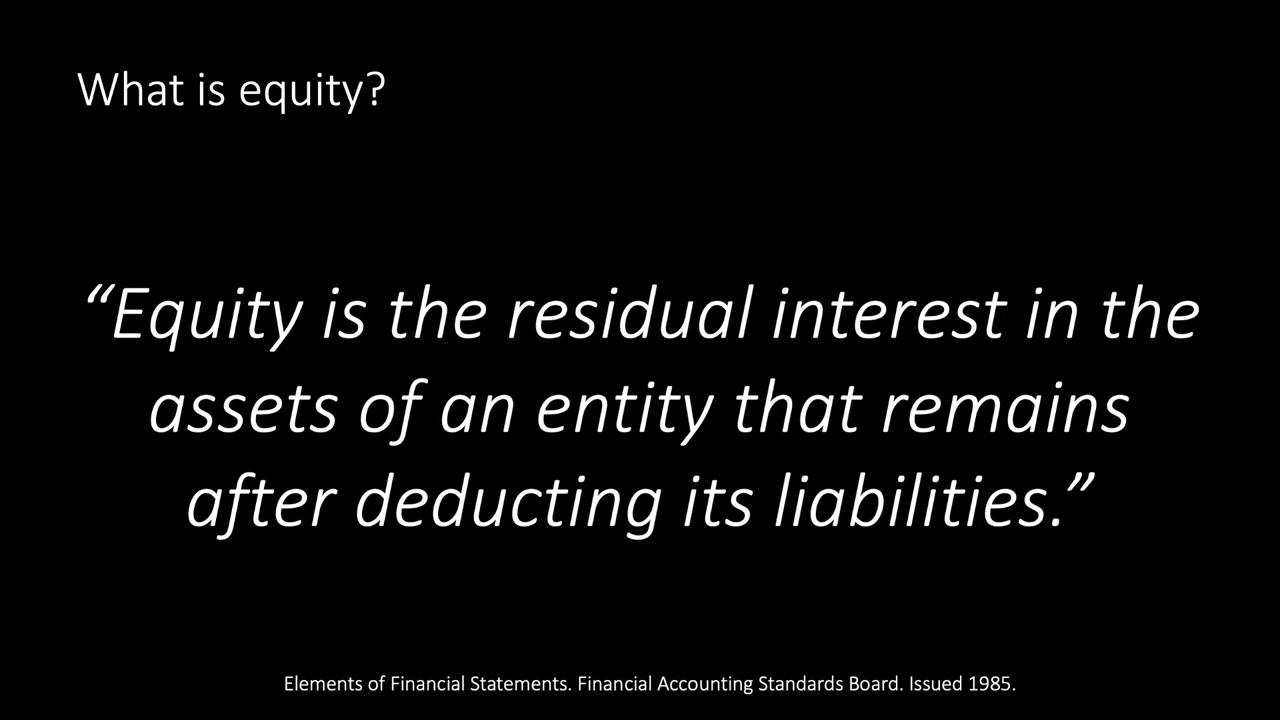 What is equity?
“Equity is the residual interest in the
assets of an entity that remains
after deducting its liabilities.”
Elements of Financial Statements. Financial Accounting Standards Board. Issued 1985.